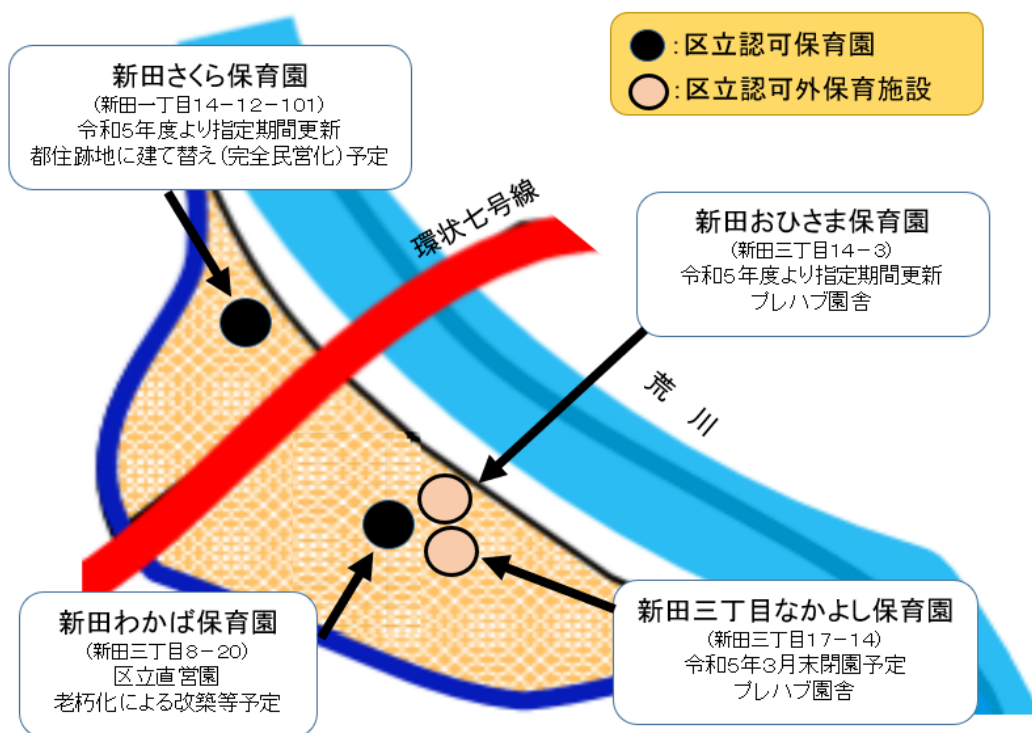 ●:区立認可保育園
○:区立認可外保育施設
新田さくら保育園
(新田一丁目14-12-101)
令和5年度より指定期間更新
都住跡地に建て替え(完全民営化)予定
環状七号線
新田おひさま保育園
(新田三丁目14-3)
令和5年度より指定期間更新
プレハブ園舎
荒川
新田わかば保育園
(新田三丁目8-20)
区立直営園
老朽化による改築等予定
新田三丁目なかよし保育園
(新田三丁目17-14)
令和5年3月末閉園予定
プレハブ園舎